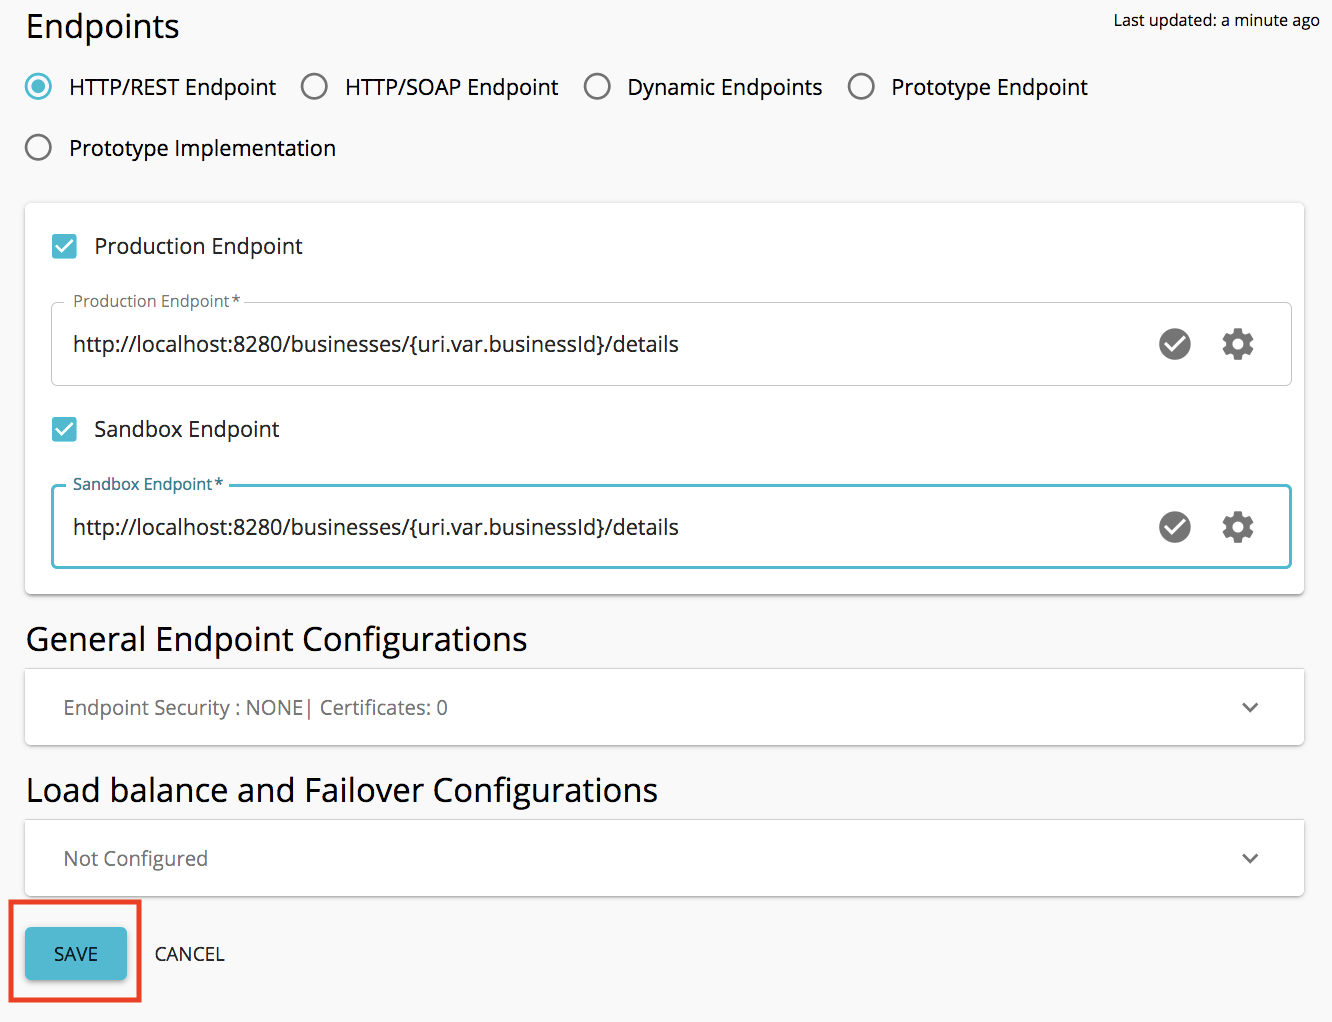 Endpoints
Last updated: a minute ago
HTTP/REST Endpoint HTTP/SOAP Endpoint Dynamic Endpoints Prototype Endpoint
Prototype Implementation
Production Endpoint
Production Endpoint*
http://localhost:8280/businesses/{uri.var.businessId}/details
Sandbox Endpoint
Sandbox Endpoint*
http://localhost:8280/businesses/{uri.var.businessId}/details
General Endpoint Configurations
Endpoint Security : NONE| Certificates: 0
Load balance and Failover Configurations
Not Configured
SAVE CANCEL